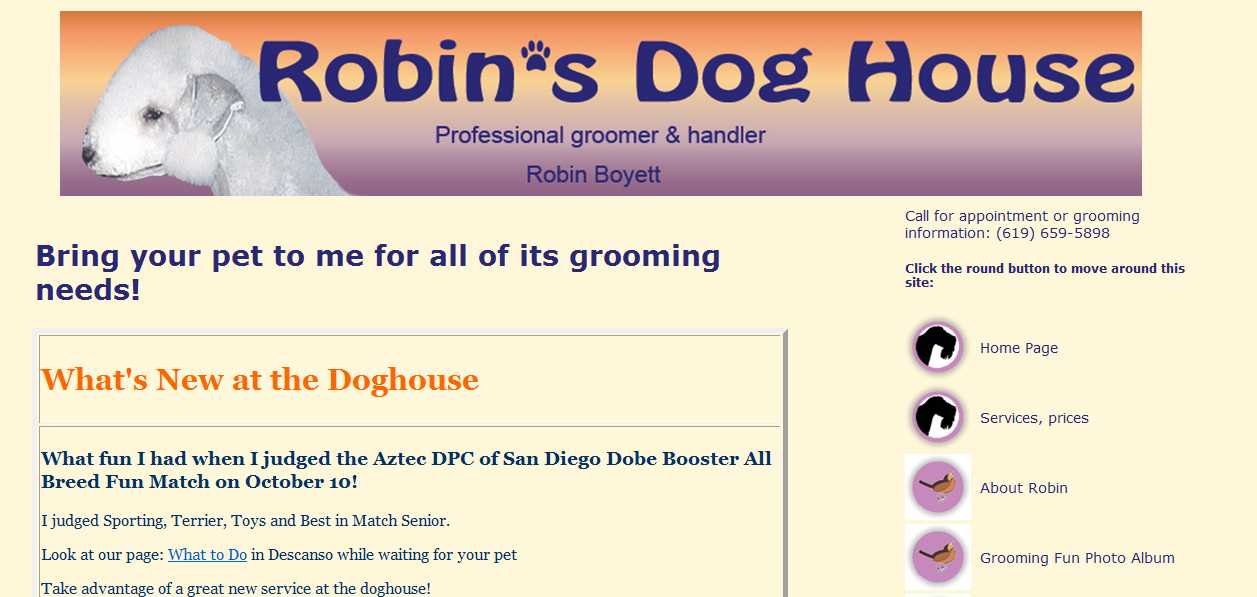 Robin's Dog House
Professional groomer & handler
Robin Boyett
Bring your pet to me for all of its grooming
needs!
What's New at the Doghouse
What fun I had when I judged the Aztec DPC of San Diego Dobe Booster All
Breed Fun Match on October 10!
I judged Sporting, Terrier, Toys and Best in Match Senior.
Look at our page: What to Do in Descanso while waiting for your pet
Take advantage of a great new service at the doghouse!
Call for appointment or grooming
information: (619) 659-5898
Click the round button to move around this
site:
Home Page
Services, prices
About Robin
Grooming Fun Photo Album